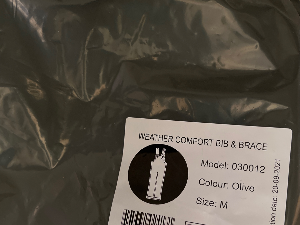 WEATHER COMFORT BIB & BRACE
Model: 030012
Colour: Olive
Size: M